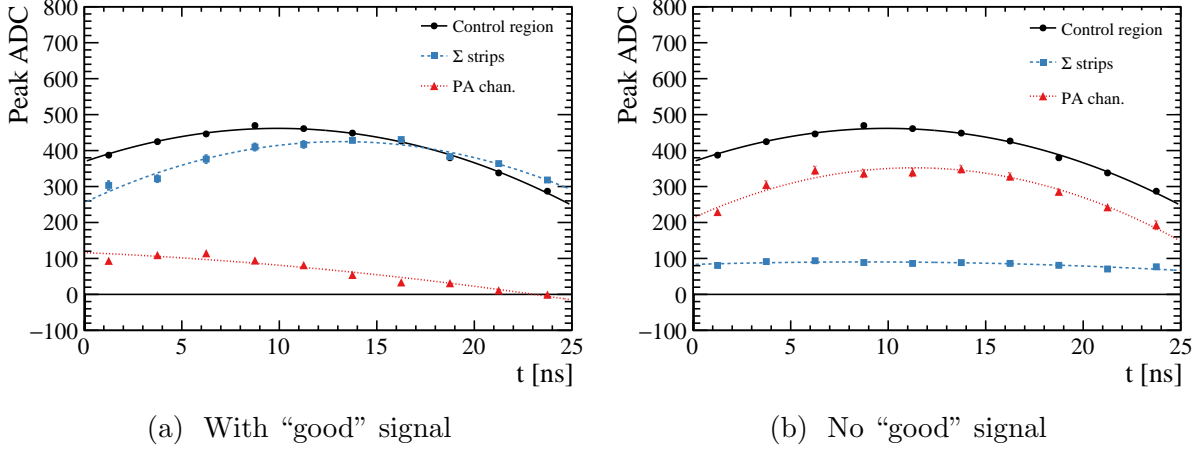 Peak ADC
800
700
600
500
400
300
200
100
0
−100
Control region
Σ strips
PA chan.
0 5 10 15 20 25
t [ns]
(a) With “good” signal
Peak ADC
800
700
600
500
400
300
200
100
0
−100
Control region
Σ strips
PA chan.
0 5 10 15 20 25
t [ns]
(b) No “good” signal